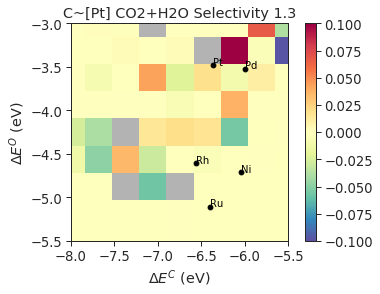 C~[Pt] CO2+H2O Selectivity 1.3
ΔE^O (eV)
−3.0
−3.5
−4.0
−4.5
−5.0
−5.5
Pt
Pd
Rh
Ni
Ru
−8.0 −7.5 −7.0 −6.5 −6.0 −5.5
ΔE^C (eV)
0.100
0.075
0.050
0.025
0.000
−0.025
−0.050
−0.075
−0.100